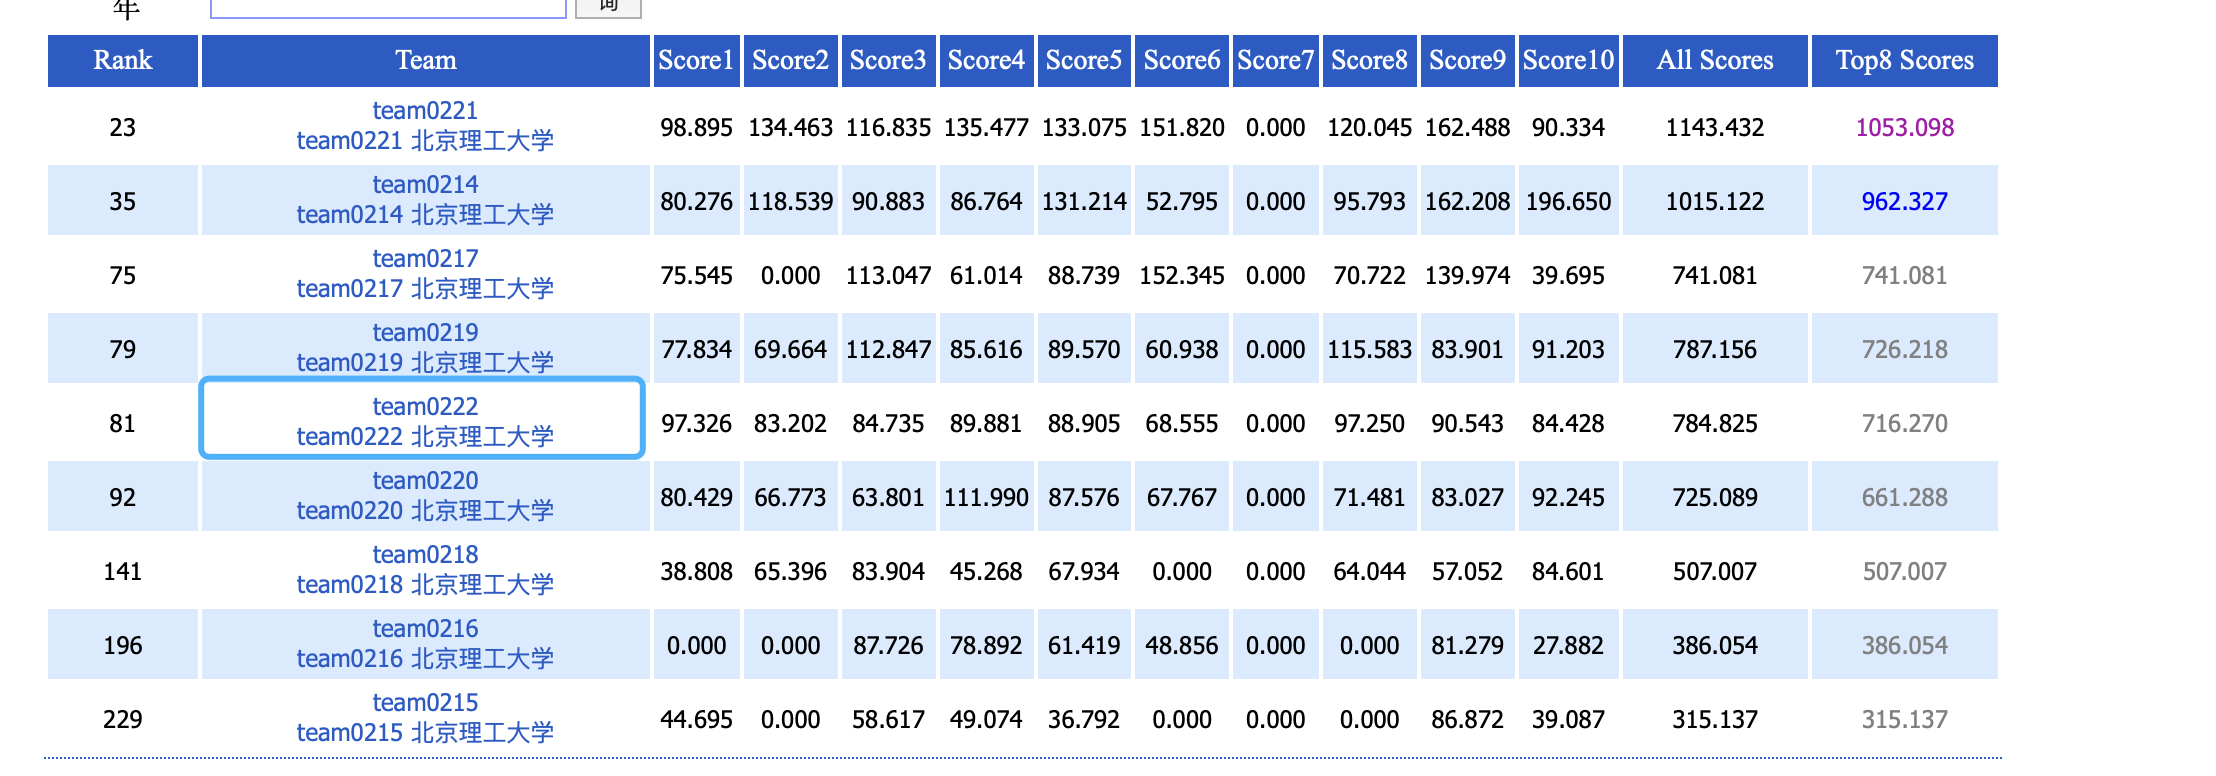 年 询
Rank Team Score1 Score2 Score3 Score4 Score5 Score6 Score7 Score8 Score9 Score10 All Scores Top8 Scores
team0221
23 98.895 134.463 116.835 135.477 133.075 151.820 0.000 120.045 162.488 90.334 1143.432 1053.098
team0221 北京理工大学
team0214
35 80.276 118.539 90.883 86.764 131.214 52.795 0.000 95.793 162.208 196.650 1015.122 962.327
team0214 北京理工大学
team0217
75 75.545 0.000 113.047 61.014 88.739 152.345 0.000 70.722 139.974 39.695 741.081 741.081
team0217 北京理工大学
team0219
79 77.834 69.664 112.847 85.616 89.570 60.938 0.000 115.583 83.901 91.203 787.156 726.218
team0219 北京理工大学
team0222
81 97.326 83.202 84.735 89.881 88.905 68.555 0.000 97.250 90.543 84.428 784.825 716.270
team0222 北京理工大学
team0220
92 80.429 66.773 63.801 111.990 87.576 67.767 0.000 71.481 83.027 92.245 725.089 661.288
team0220 北京理工大学
team0218
141 38.808 65.396 83.904 45.268 67.934 0.000 0.000 64.044 57.052 84.601 507.007 507.007
team0218 北京理工大学
team0216
196 0.000 0.000 87.726 78.892 61.419 48.856 0.000 0.000 81.279 27.882 386.054 386.054
team0216 北京理工大学
team0215
229 44.695 0.000 58.617 49.074 36.792 0.000 0.000 0.000 86.872 39.087 315.137 315.137
team0215 北京理工大学